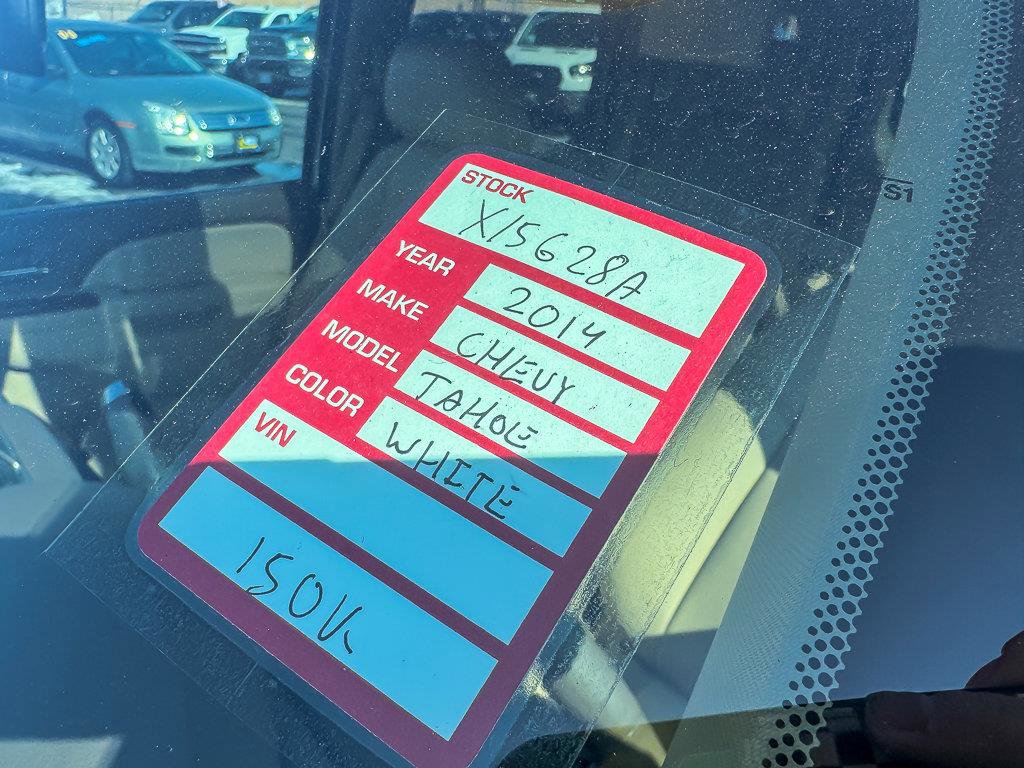 STOCK
X15628A
YEAR 2014
MAKE CHEVY
MODEL TAHOE
COLOR WHITE
VIN
150K
S1